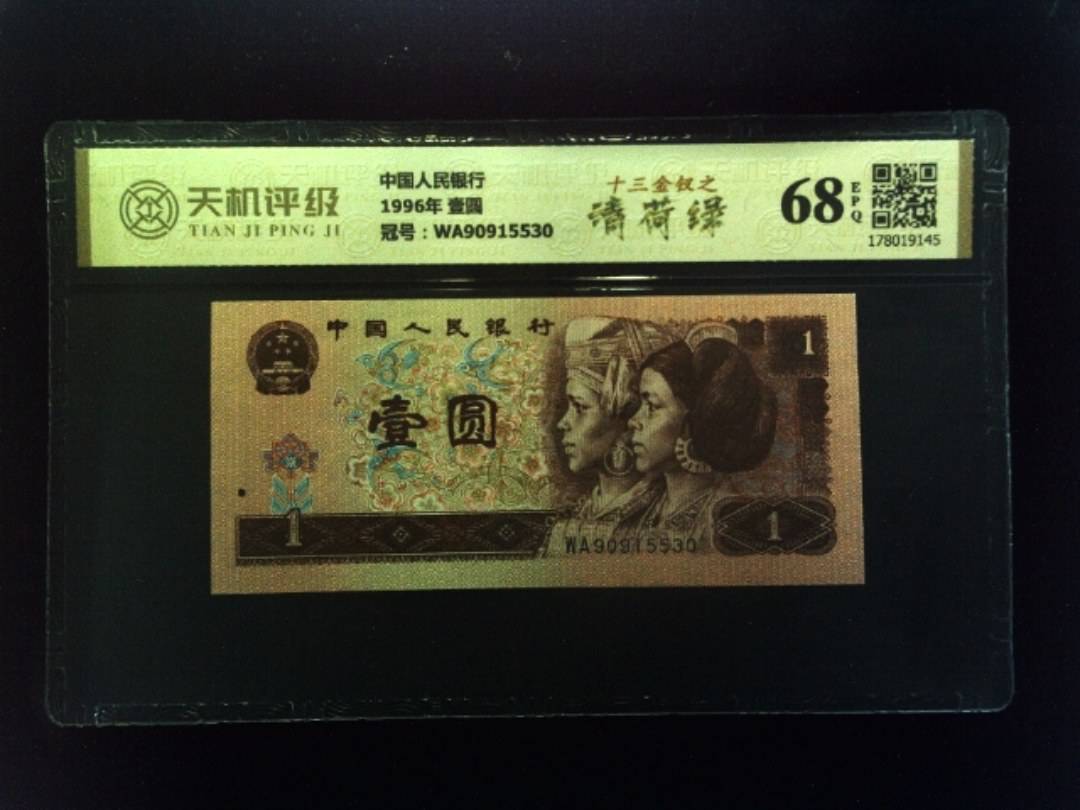 天机评级
TIAN JI PING JI
中国人民银行
1996年 壹圆
冠号：WA90915530
十三金钗之
清荷绿
68
EPQ
178019145
中国人民银行
1
壹圆
1
1
WA90915530